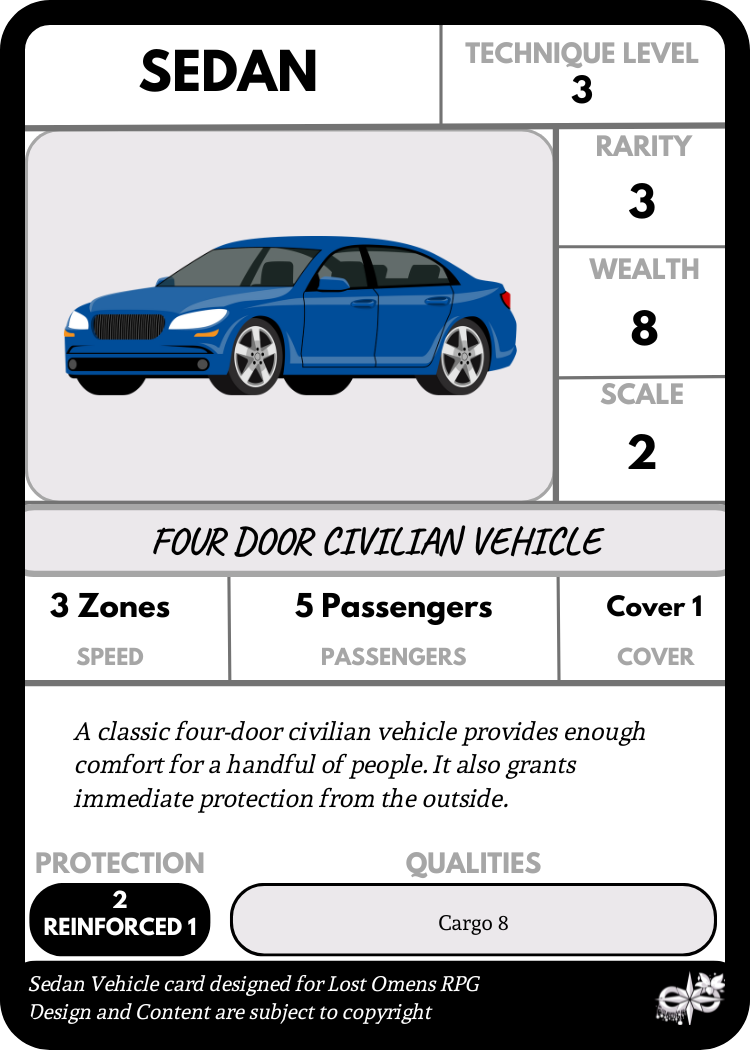 SEDAN
TECHNIQUE LEVEL
3
RARITY
3
WEALTH
8
SCALE
2
FOUR DOOR CIVILIAN VEHICLE
3 Zones
SPEED
5 Passengers
PASSENGERS
Cover 1
COVER
A classic four-door civilian vehicle provides enough
comfort for a handful of people. It also grants
immediate protection from the outside.
PROTECTION
2
REINFORCED 1
QUALITIES
Cargo 8
Sedan Vehicle card designed for Lost Omens RPG
Design and Content are subject to copyright